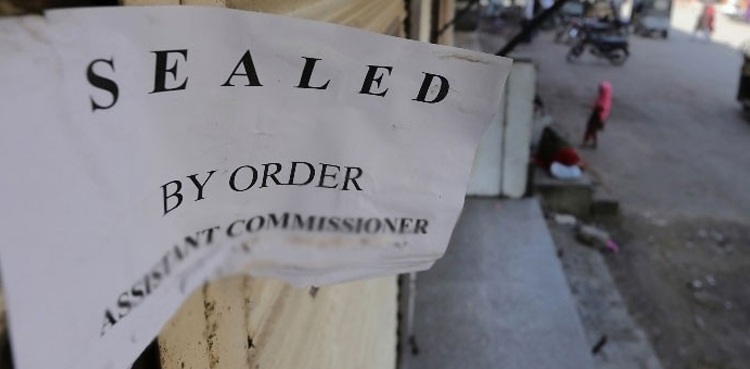 SEALED
BY ORDER
ASSISTANT COMMISSIONER